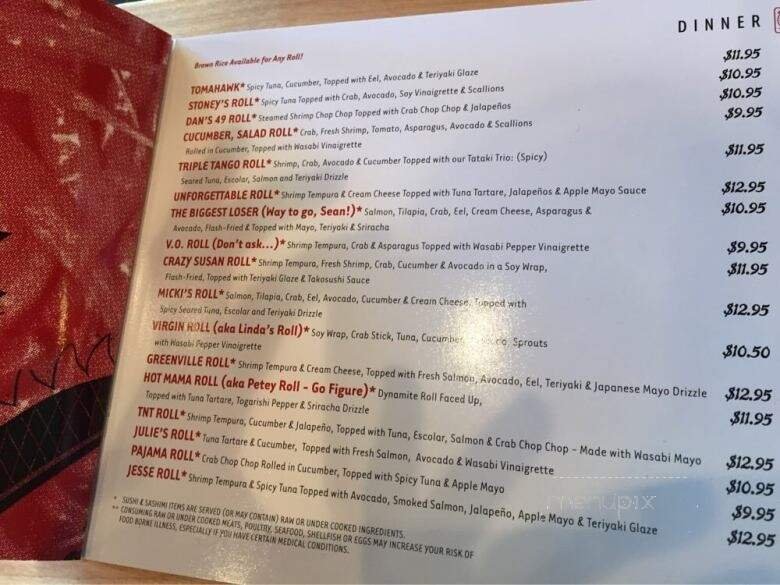 DINNER
Brown Rice Available for Any Roll!
TOMAHAWK* Spicy Tuna, Cucumber, Topped with Eel, Avocado & Teriyaki Glaze $11.95
STONEY'S ROLL* Spicy Tuna Topped with Crab, Avocado, Soy Vinaigrette & Scallions $10.95
DAN'S 49 ROLL* Steamed Shrimp Chop Chop Topped with Crab Chop Chop & Jalapeños $10.95
CUCUMBER, SALAD ROLL* Crab, Fresh Shrimp, Tomato, Asparagus, Avocado & Scallions $9.95
Rolled in Cucumber, Topped with Wasabi Vinaigrette
TRIPLE TANGO ROLL* Shrimp, Crab, Avocado & Cucumber Topped with our Tataki Trio: (Spicy) $11.95
Seared Tuna, Escolar, Salmon and Teriyaki Drizzle
UNFORGETTABLE ROLL* Shrimp Tempura & Cream Cheese Topped with Tuna Tartare, Jalapeños & Apple Mayo Sauce $12.95
THE BIGGEST LOSER (Way to go, Sean!)* Salmon, Tilapia, Crab, Eel, Cream Cheese, Asparagus & $10.95
Avocado, Flash-Fried & Topped with Mayo, Teriyaki & Sriracha
V.O. ROLL (Don't ask...)* Shrimp Tempura, Crab & Asparagus Topped with Wasabi Pepper Vinaigrette $9.95
CRAZY SUSAN ROLL* Shrimp Tempura, Fresh Shrimp, Crab, Cucumber & Avocado in a Soy Wrap, $11.95
Flash-Fried, Topped with Teriyaki Glaze & Takosushi Sauce
MICKI'S ROLL* Salmon, Tilapia, Crab, Eel, Avocado, Cucumber & Cream Cheese, Topped with $12.95
Spicy Seared Tuna, Escolar and Teriyaki Drizzle
VIRGIN ROLL (aka Linda's Roll)* Soy Wrap, Crab Stick, Tuna, Cucumber, Sprouts $10.50
with Wasabi Pepper Vinaigrette
GREENVILLE ROLL* Shrimp Tempura & Cream Cheese, Topped with Fresh Salmon, Avocado, Eel, Teriyaki & Japanese Mayo Drizzle $12.95
HOT MAMA ROLL (aka Petey Roll - Go Figure)* Dynamite Roll Faced Up, $11.95
Topped with Tuna Tartare, Togarishi Pepper & Sriracha Drizzle
TNT ROLL* Shrimp Tempura, Cucumber & Jalapeño, Topped with Tuna, Escolar, Salmon & Crab Chop Chop - Made with Wasabi Mayo $12.95
JULIE'S ROLL* Tuna Tartare & Cucumber, Topped with Fresh Salmon, Avocado & Wasabi Vinaigrette $10.95
PAJAMA ROLL* Crab Chop Chop Rolled in Cucumber, Topped with Spicy Tuna & Apple Mayo $9.95
JESSE ROLL* Shrimp Tempura & Spicy Tuna Topped with Avocado, Smoked Salmon, Jalapeño, Apple Mayo & Teriyaki Glaze $12.95
* SUSHI & SASHIMI ITEMS ARE SERVED (OR MAY CONTAIN) RAW OR UNDER COOKED INGREDIENTS.
** CONSUMING RAW OR UNDER COOKED MEATS, POULTRY, SEAFOOD, SHELLFISH OR EGGS MAY INCREASE YOUR RISK OF
FOOD BORNE ILLNESS, ESPECIALLY IF YOU HAVE CERTAIN MEDICAL CONDITIONS.
menupix